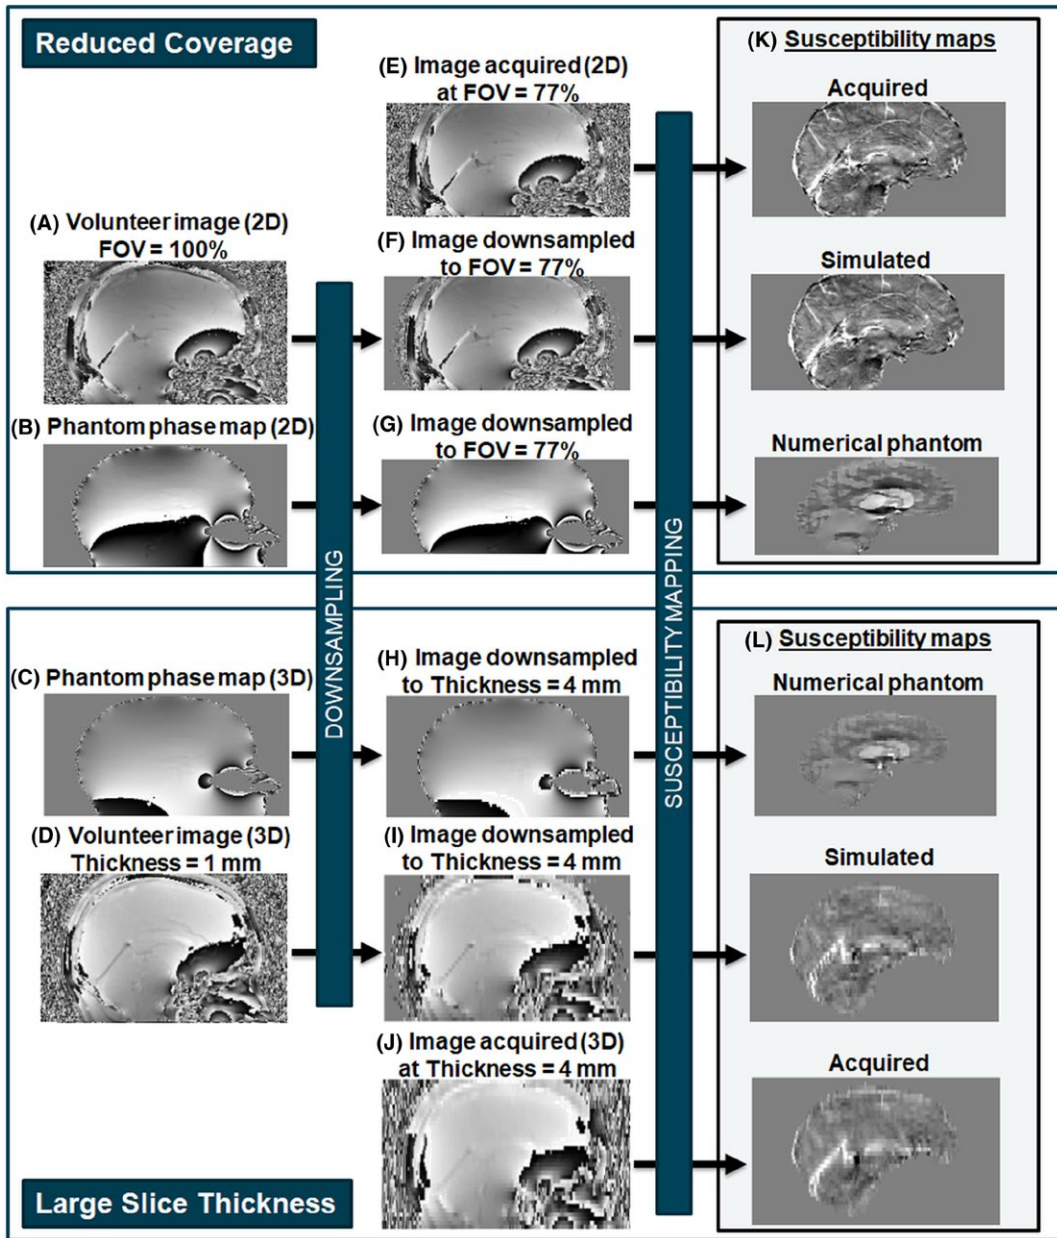 Reduced Coverage
(K) Susceptibility maps
(E) Image acquired (2D)
at FOV = 77%
Acquired
(A) Volunteer image (2D)
FOV = 100%
(F) Image downsampled
to FOV = 77%
Simulated
(B) Phantom phase map (2D)
(G) Image downsampled
to FOV = 77%
Numerical phantom
DOWNSAMPLING
SUSCEPTIBILITY MAPPING
(L) Susceptibility maps
(C) Phantom phase map (3D)
(H) Image downsampled
to Thickness = 4 mm
Numerical phantom
(D) Volunteer image (3D)
Thickness = 1 mm
(I) Image downsampled
to Thickness = 4 mm
Simulated
(J) Image acquired (3D)
at Thickness = 4 mm
Acquired
Large Slice Thickness